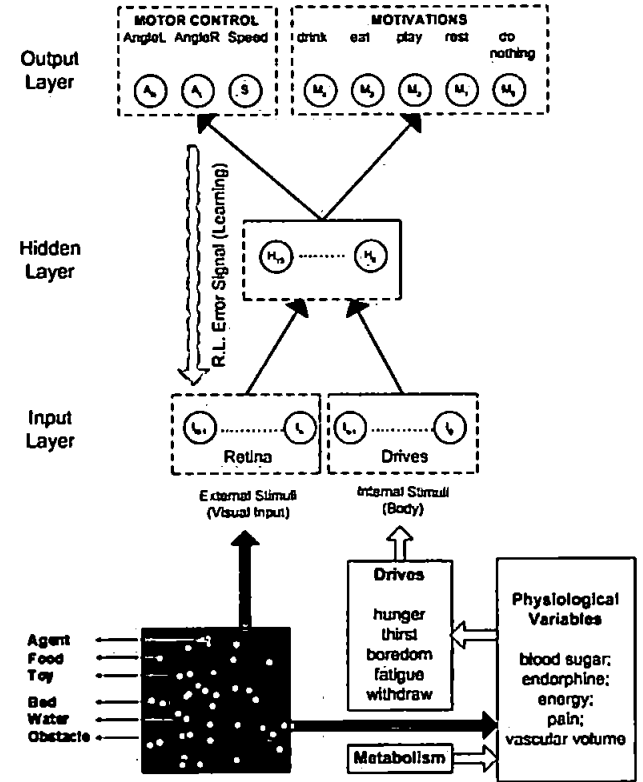 MOTOR CONTROL
AngleL AngleR Speed
MOTIVATIONS
drink eat play rest do nothing
Output Layer
S
R.L. Error Signal (Learning)
Hidden Layer
Input Layer
Retina
Drives
External Stimuli
(Visual Input)
Internal Stimuli
(Body)
Drives
hunger
thirst
boredom
fatigue
withdraw
Physiological
Variables
blood sugar;
endorphine;
energy;
pain;
vascular volume
Metabolism
Agent
Food
Toy
Bed
Water
Obstacle